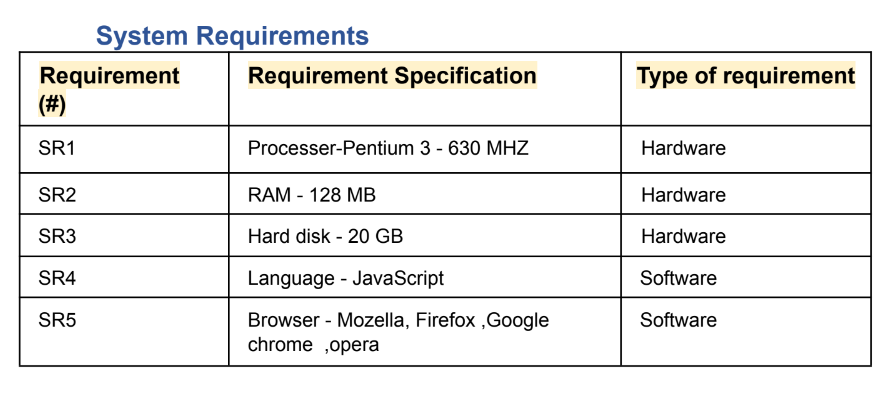 System Requirements
Requirement (#)
Requirement Specification
Type of requirement
SR1
Processer-Pentium 3 - 630 MHZ
Hardware
SR2
RAM - 128 MB
Hardware
SR3
Hard disk - 20 GB
Hardware
SR4
Language - JavaScript
Software
SR5
Browser - Mozella, Firefox ,Google
chrome ,opera
Software